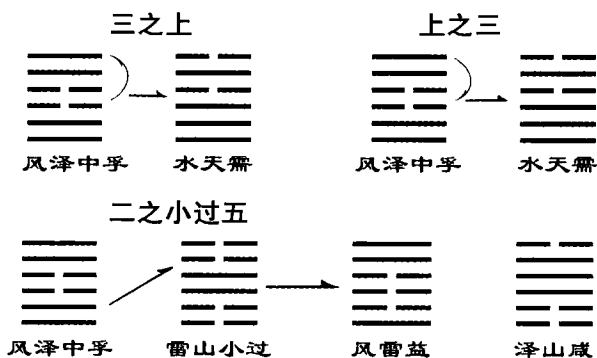 三之上 上之三
风泽中孚 水天需 风泽中孚 水天需
二之小过五
风泽中孚 雷山小过 风雷益 泽山咸